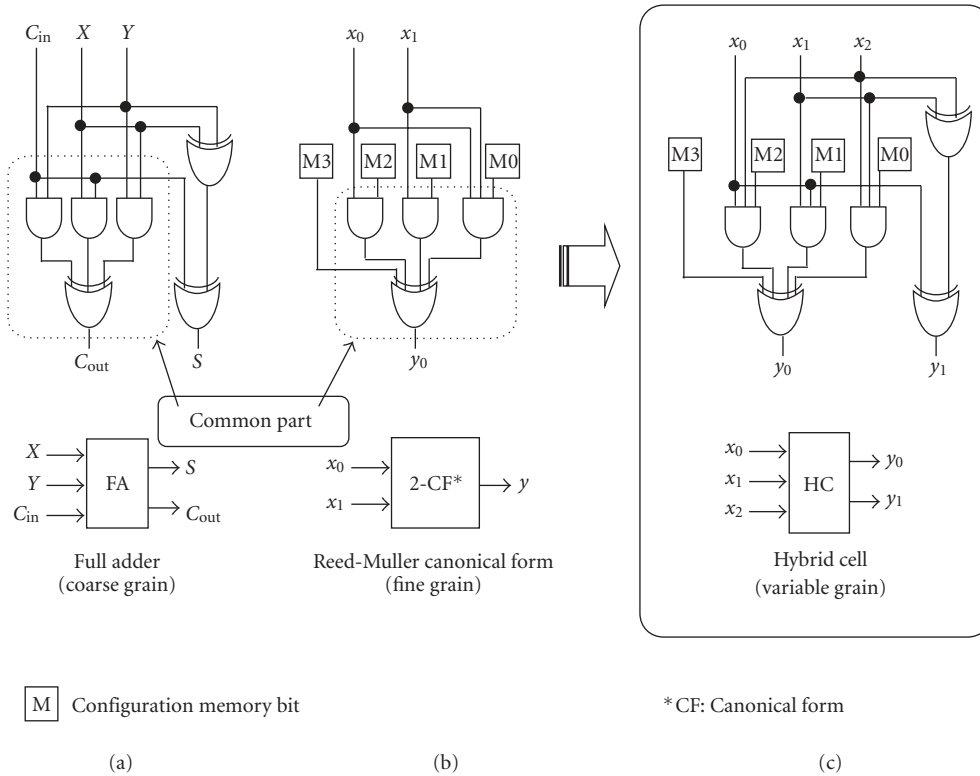 C_in X Y
x_0 x_1
x_0 x_1 x_2
M3 M2 M1 M0
M3 M2 M1 M0
C_out S
y_0
y_0 y_1
Common part
X
Y
C_in
FA
S
C_out
x_0
x_1
2-CF*
y
x_0
x_1
x_2
HC
y_0
y_1
Full adder
(coarse grain)
Reed-Muller canonical form
(fine grain)
Hybrid cell
(variable grain)
M Configuration memory bit
*CF: Canonical form
(a) (b) (c)